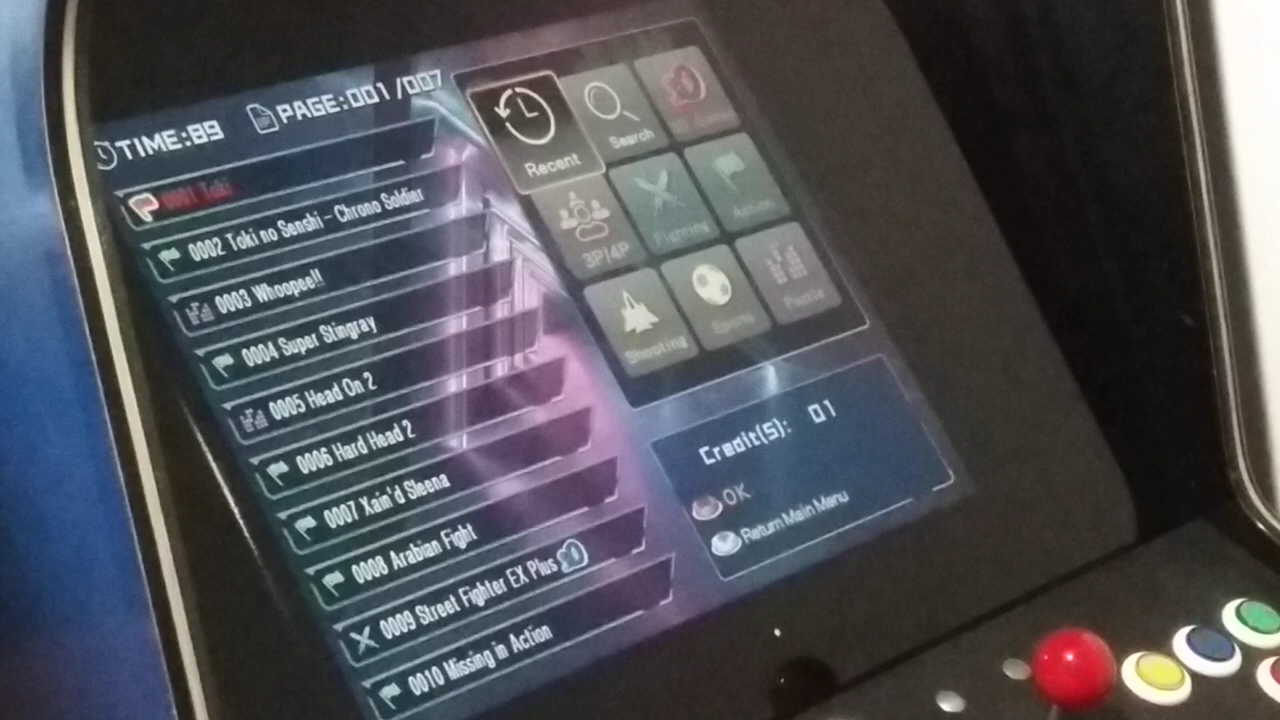 TIME:89
PAGE:001/007
0001 Toki
0002 Toki no Senshi - Chrono Soldier
0003 Whoopee!!
0004 Super Stingray
0005 Head On 2
0006 Hard Head 2
0007 Xain'd Sleena
0008 Arabian Fight
0009 Street Fighter EX Plus
0010 Missing in Action
Recent
Search
3P/4P
Fighting
Action
Shooting
Sports
Puzzle
Credit(S): 01
OK
Return Main Menu